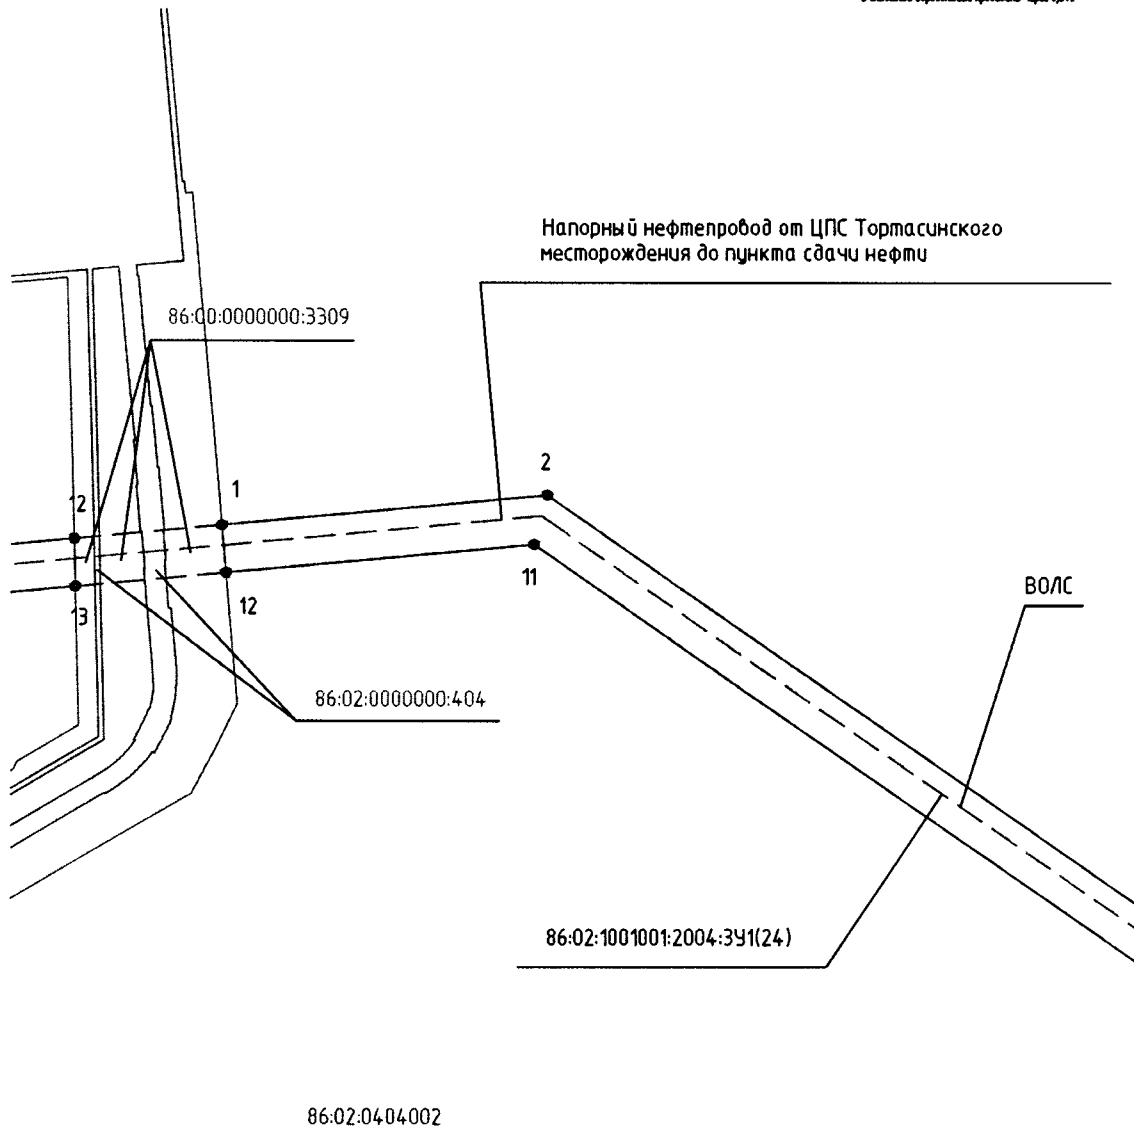 Напорный нефтепровод от ЦПС Тортасинского
месторождения до пункта сдачи нефти
86:00:0000000:3309
2
1
12
11
12
13
ВОЛС
86:02:0000000:404
86:02:1001001:2004:ЗУ1(24)
86:02:0404002